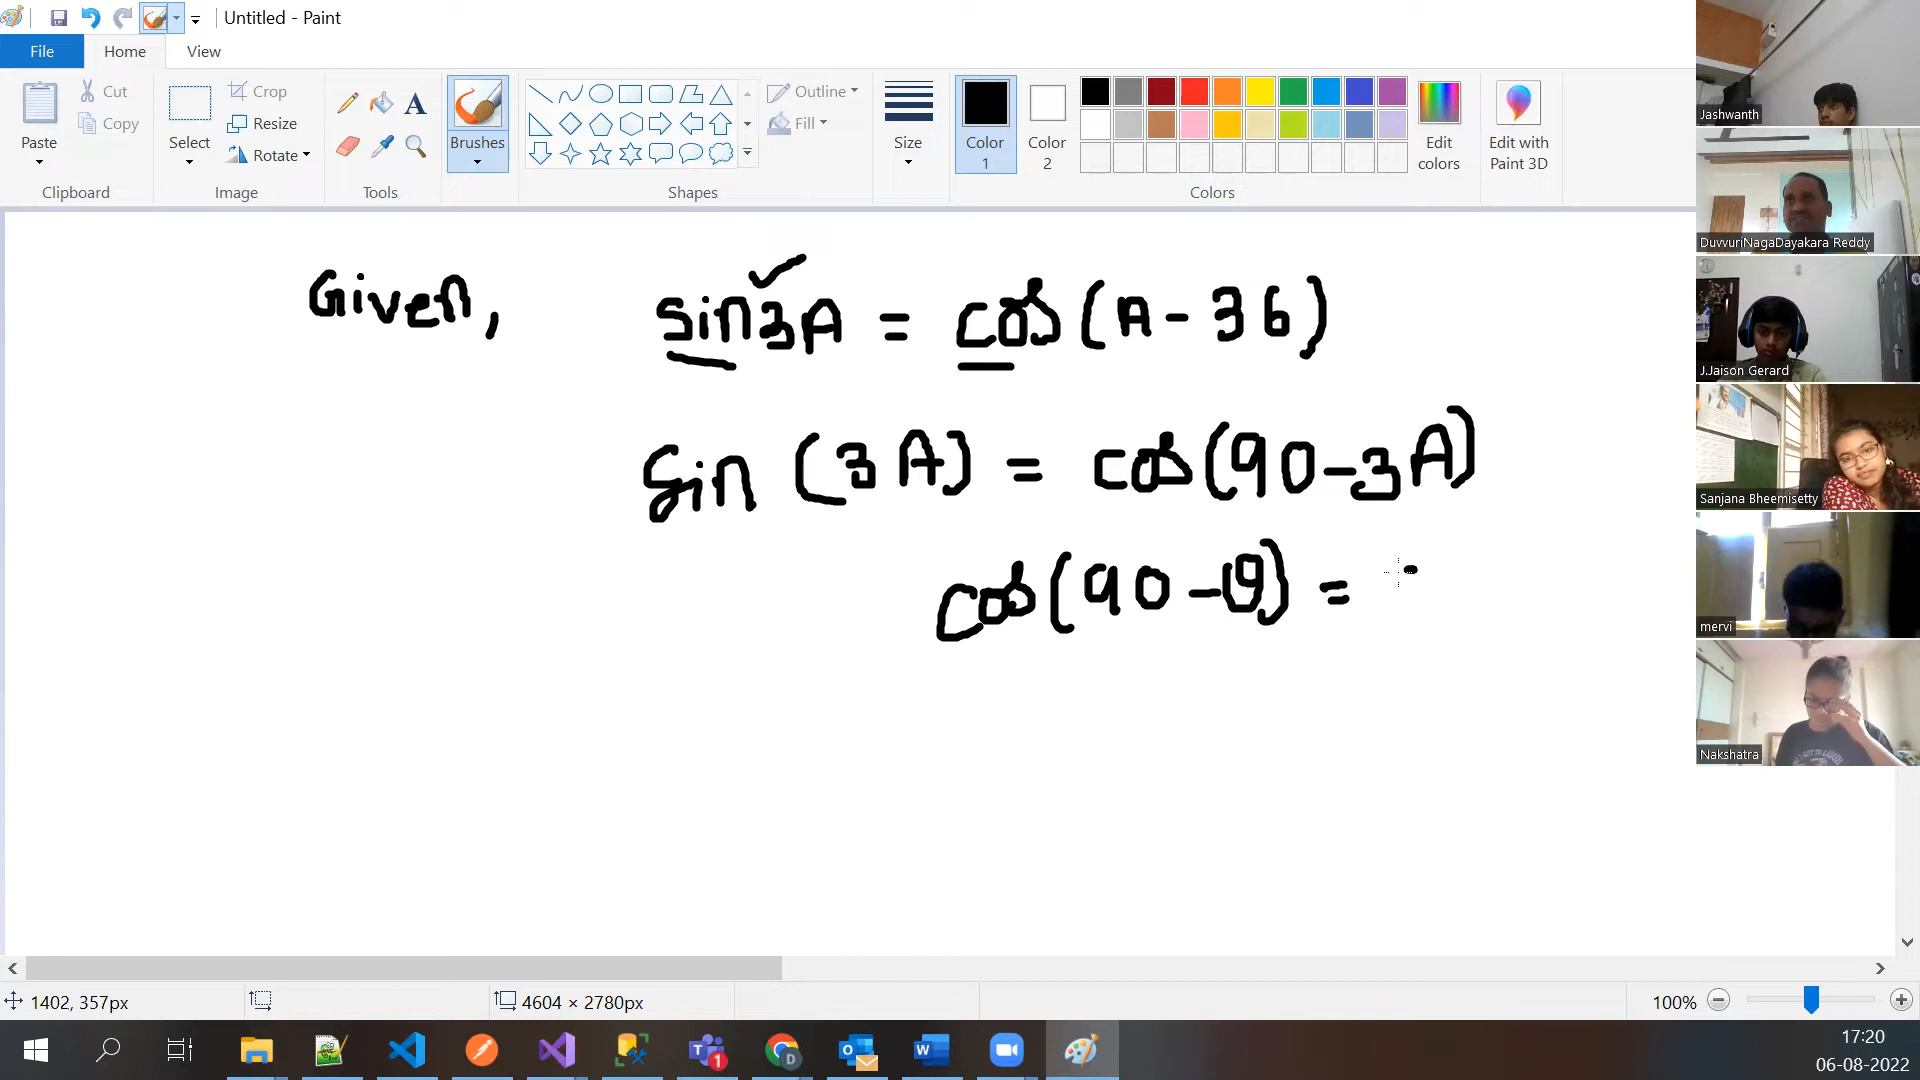 Untitled - Paint
File Home View
Paste
Cut
Copy
Clipboard
Select
Crop
Resize
Rotate
Image
Tools
Brushes
Shapes
Outline
Fill
Size
Color 1
Color 2
Colors
Edit colors
Edit with Paint 3D
Given, sin3A = cos(A-36)
sin (3A) = cos(90-3A)
cos(90-θ) =
Jashwanth
DuvvuriNagaDayakara Reddy
J.Jaison Gerard
Sanjana Bheemisetty
mervi
Nakshatra
1402, 357px
4604 × 2780px
100%
17:20
06-08-2022